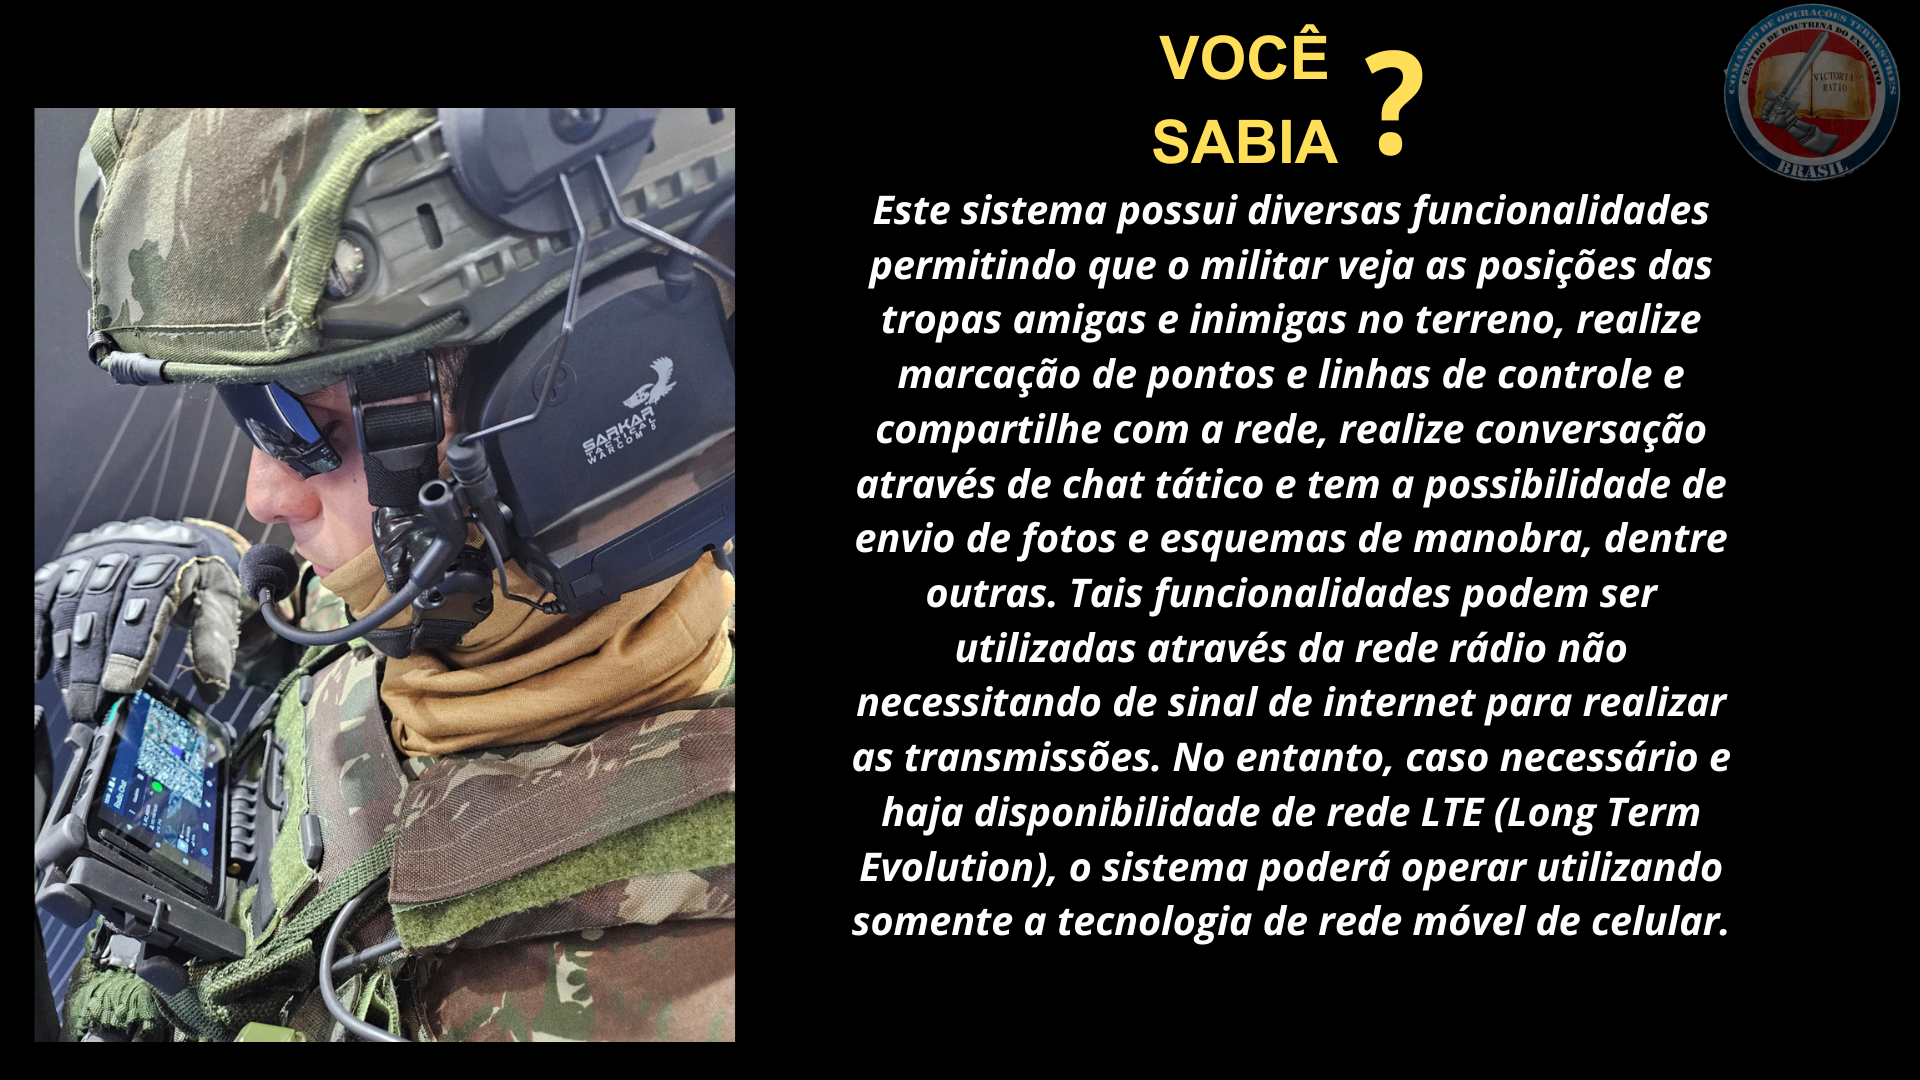 VOCÊ
SABIA ?
COMANDO DE OPERAÇÕES TERRESTRES
CENTRO DE DOUTRINA DO EXÉRCITO
VICTORIA
RATIO
BRASIL
Este sistema possui diversas funcionalidades
permitindo que o militar veja as posições das
tropas amigas e inimigas no terreno, realize
marcação de pontos e linhas de controle e
compartilhe com a rede, realize conversação
através de chat tático e tem a possibilidade de
envio de fotos e esquemas de manobra, dentre
outras. Tais funcionalidades podem ser
utilizadas através da rede rádio não
necessitando de sinal de internet para realizar
as transmissões. No entanto, caso necessário e
haja disponibilidade de rede LTE (Long Term
Evolution), o sistema poderá operar utilizando
somente a tecnologia de rede móvel de celular.
SARKAR
TACTICAL
WARCOM 6
Radio Chat